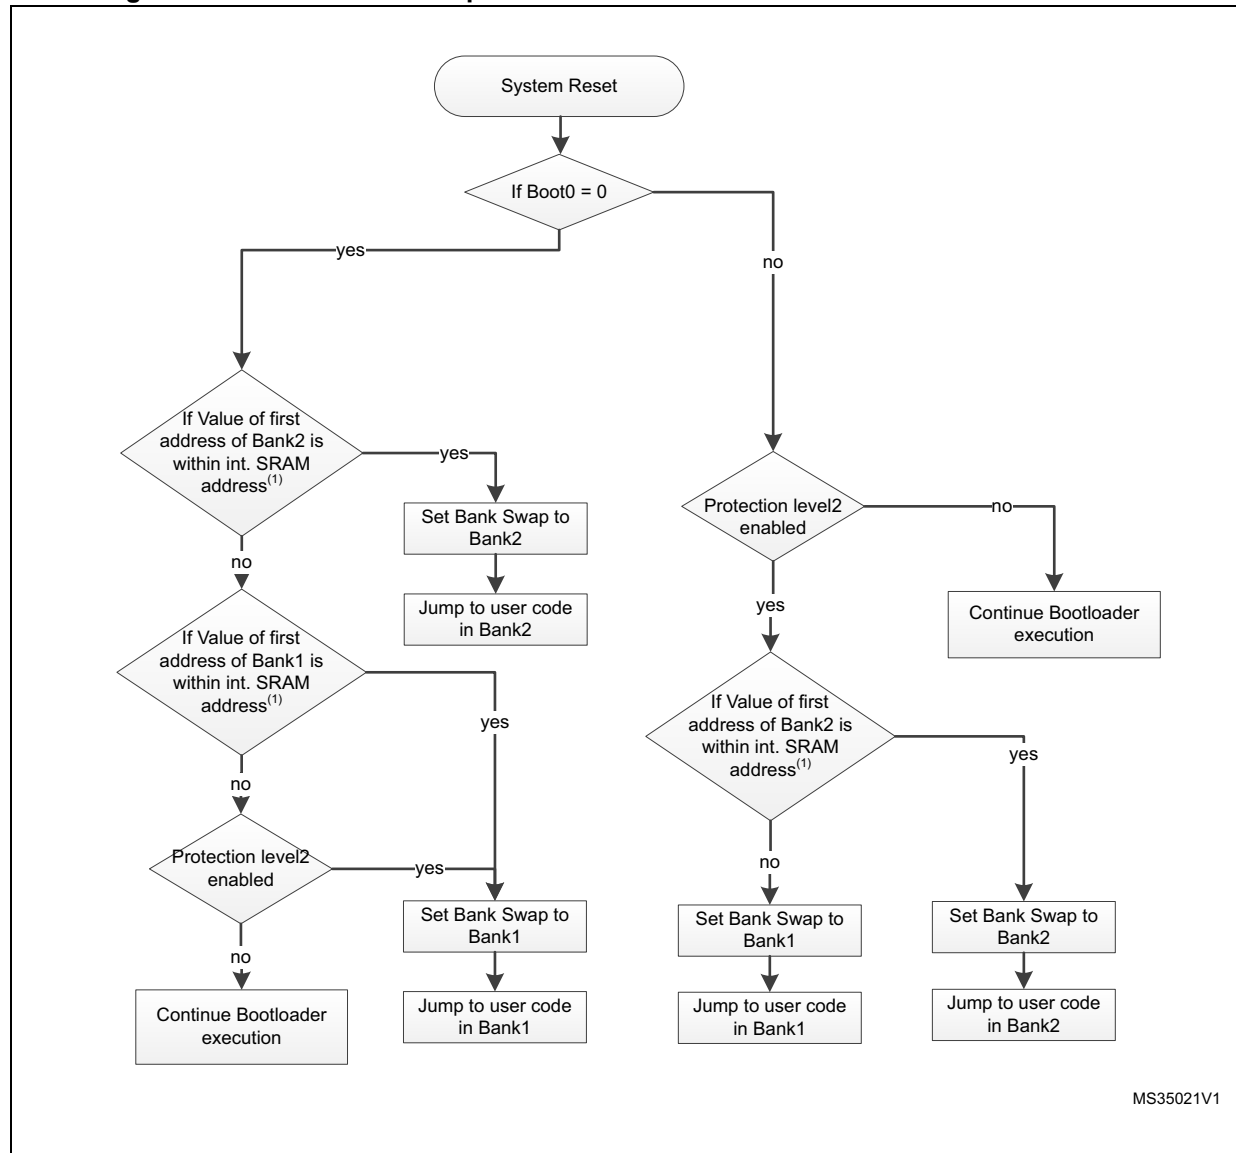 System Reset
If Boot0 = 0
yes
no
If Value of first
address of Bank2 is
within int. SRAM
address(1)
yes
Set Bank Swap to
Bank2
Jump to user code
in Bank2
no
If Value of first
address of Bank1 is
within int. SRAM
address(1)
yes
no
Protection level2
enabled
yes
Set Bank Swap to
Bank1
Jump to user code
in Bank1
no
Continue Bootloader
execution
Protection level2
enabled
no
Continue Bootloader
execution
yes
If Value of first
address of Bank2 is
within int. SRAM
address(1)
yes
no
Set Bank Swap to
Bank1
Jump to user code
in Bank1
Set Bank Swap to
Bank2
Jump to user code
in Bank2
MS35021V1